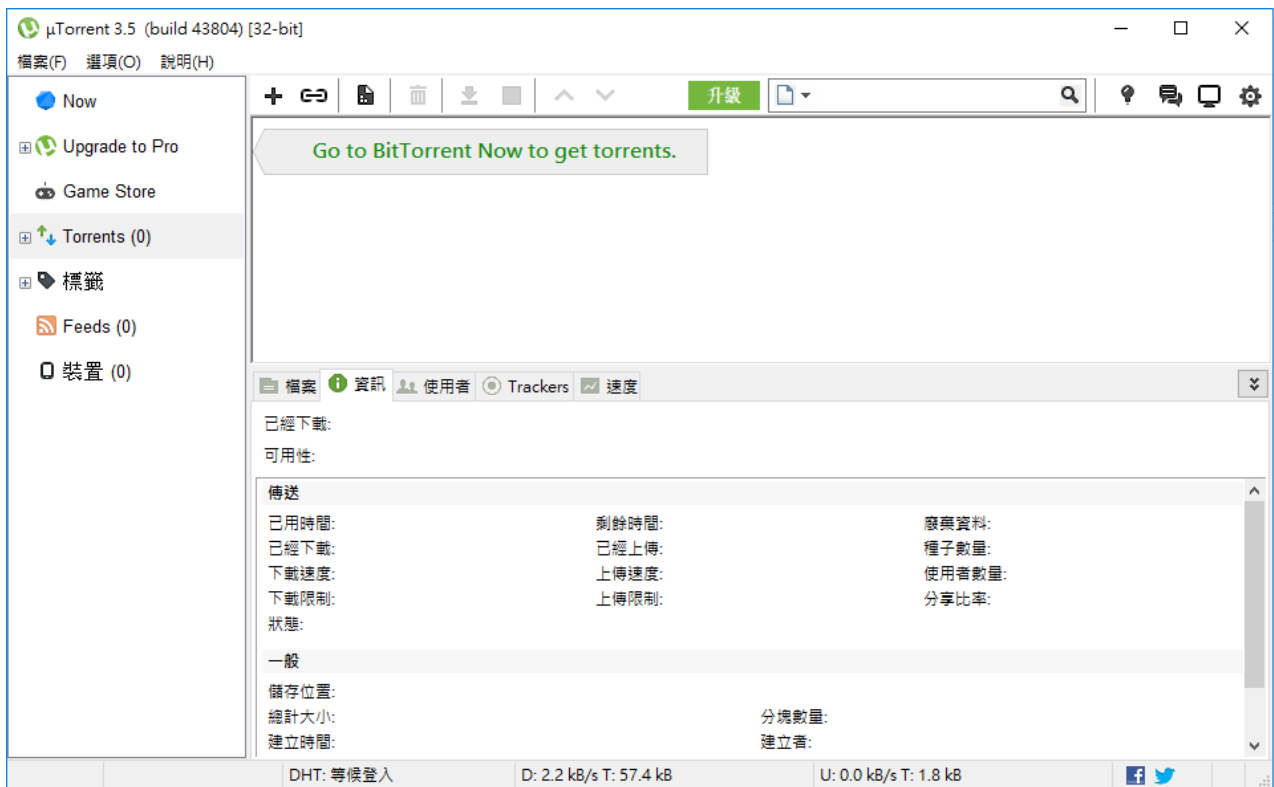 µTorrent 3.5 (build 43804) [32-bit]
檔案(F) 選項(O) 說明(H)
Now
Upgrade to Pro
Game Store
Torrents (0)
標籤
Feeds (0)
裝置 (0)
升級
Go to BitTorrent Now to get torrents.
檔案 資訊 使用者 Trackers 速度
已經下載:
可用性:
傳送
已用時間: 剩餘時間: 廢棄資料:
已經下載: 已經上傳: 種子數量:
下載速度: 上傳速度: 使用者數量:
下載限制: 上傳限制: 分享比率:
狀態:
一般
儲存位置:
總計大小: 分塊數量:
建立時間: 建立者:
DHT: 等候登入 D: 2.2 kB/s T: 57.4 kB U: 0.0 kB/s T: 1.8 kB